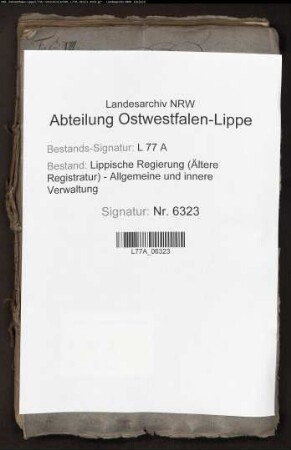 Landesarchiv NRW
Abteilung Ostwestfalen-Lippe
Bestands-Signatur: L 77 A
Bestand: Lippische Regierung (Ältere
Registratur) - Allgemeine und innere
Verwaltung
Signatur: Nr. 6323
L77A_06323